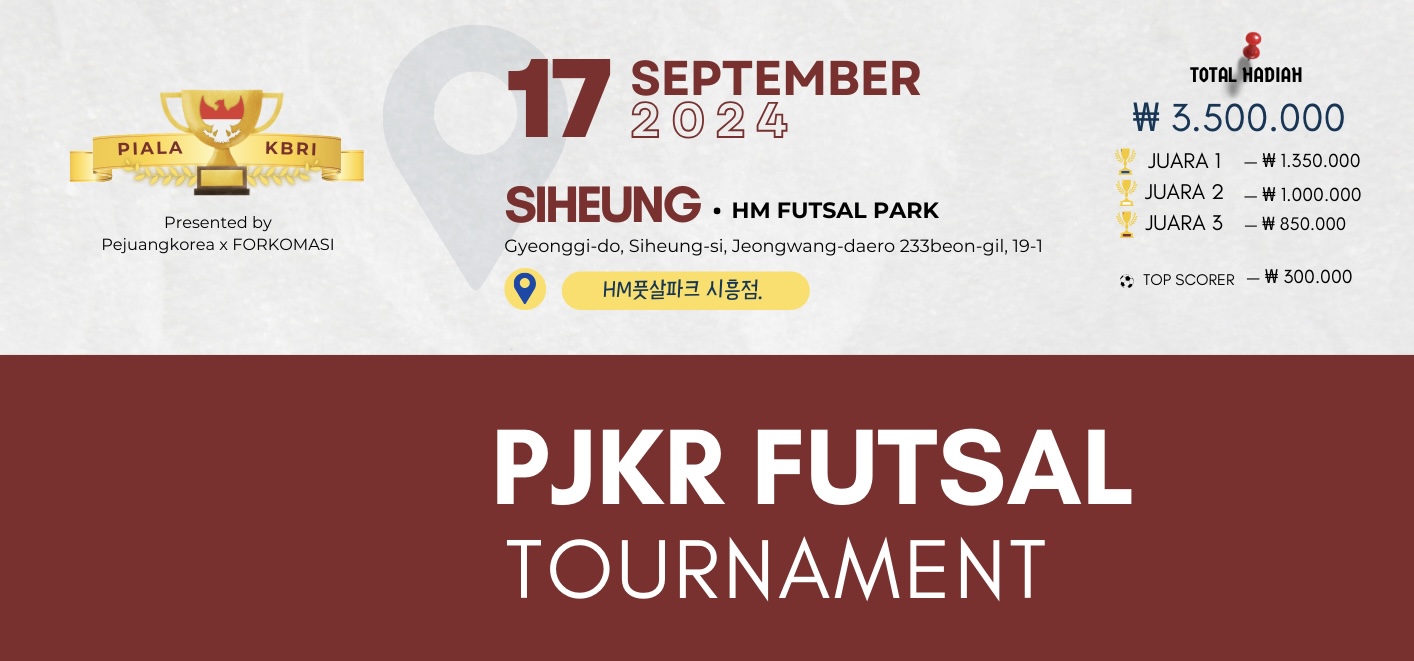 PIALA KBRI
Presented by
Pejuangkorea x FORKOMASI
17 SEPTEMBER
2024
SIHEUNG • HM FUTSAL PARK
Gyeonggi-do, Siheung-si, Jeongwang-daero 233beon-gil, 19-1
HM풋살파크 시흥점.
TOTAL HADIAH
₩ 3.500.000
JUARA 1 – ₩ 1.350.000
JUARA 2 – ₩ 1.000.000
JUARA 3 – ₩ 850.000
TOP SCORER – ₩ 300.000
PJKR FUTSAL
TOURNAMENT